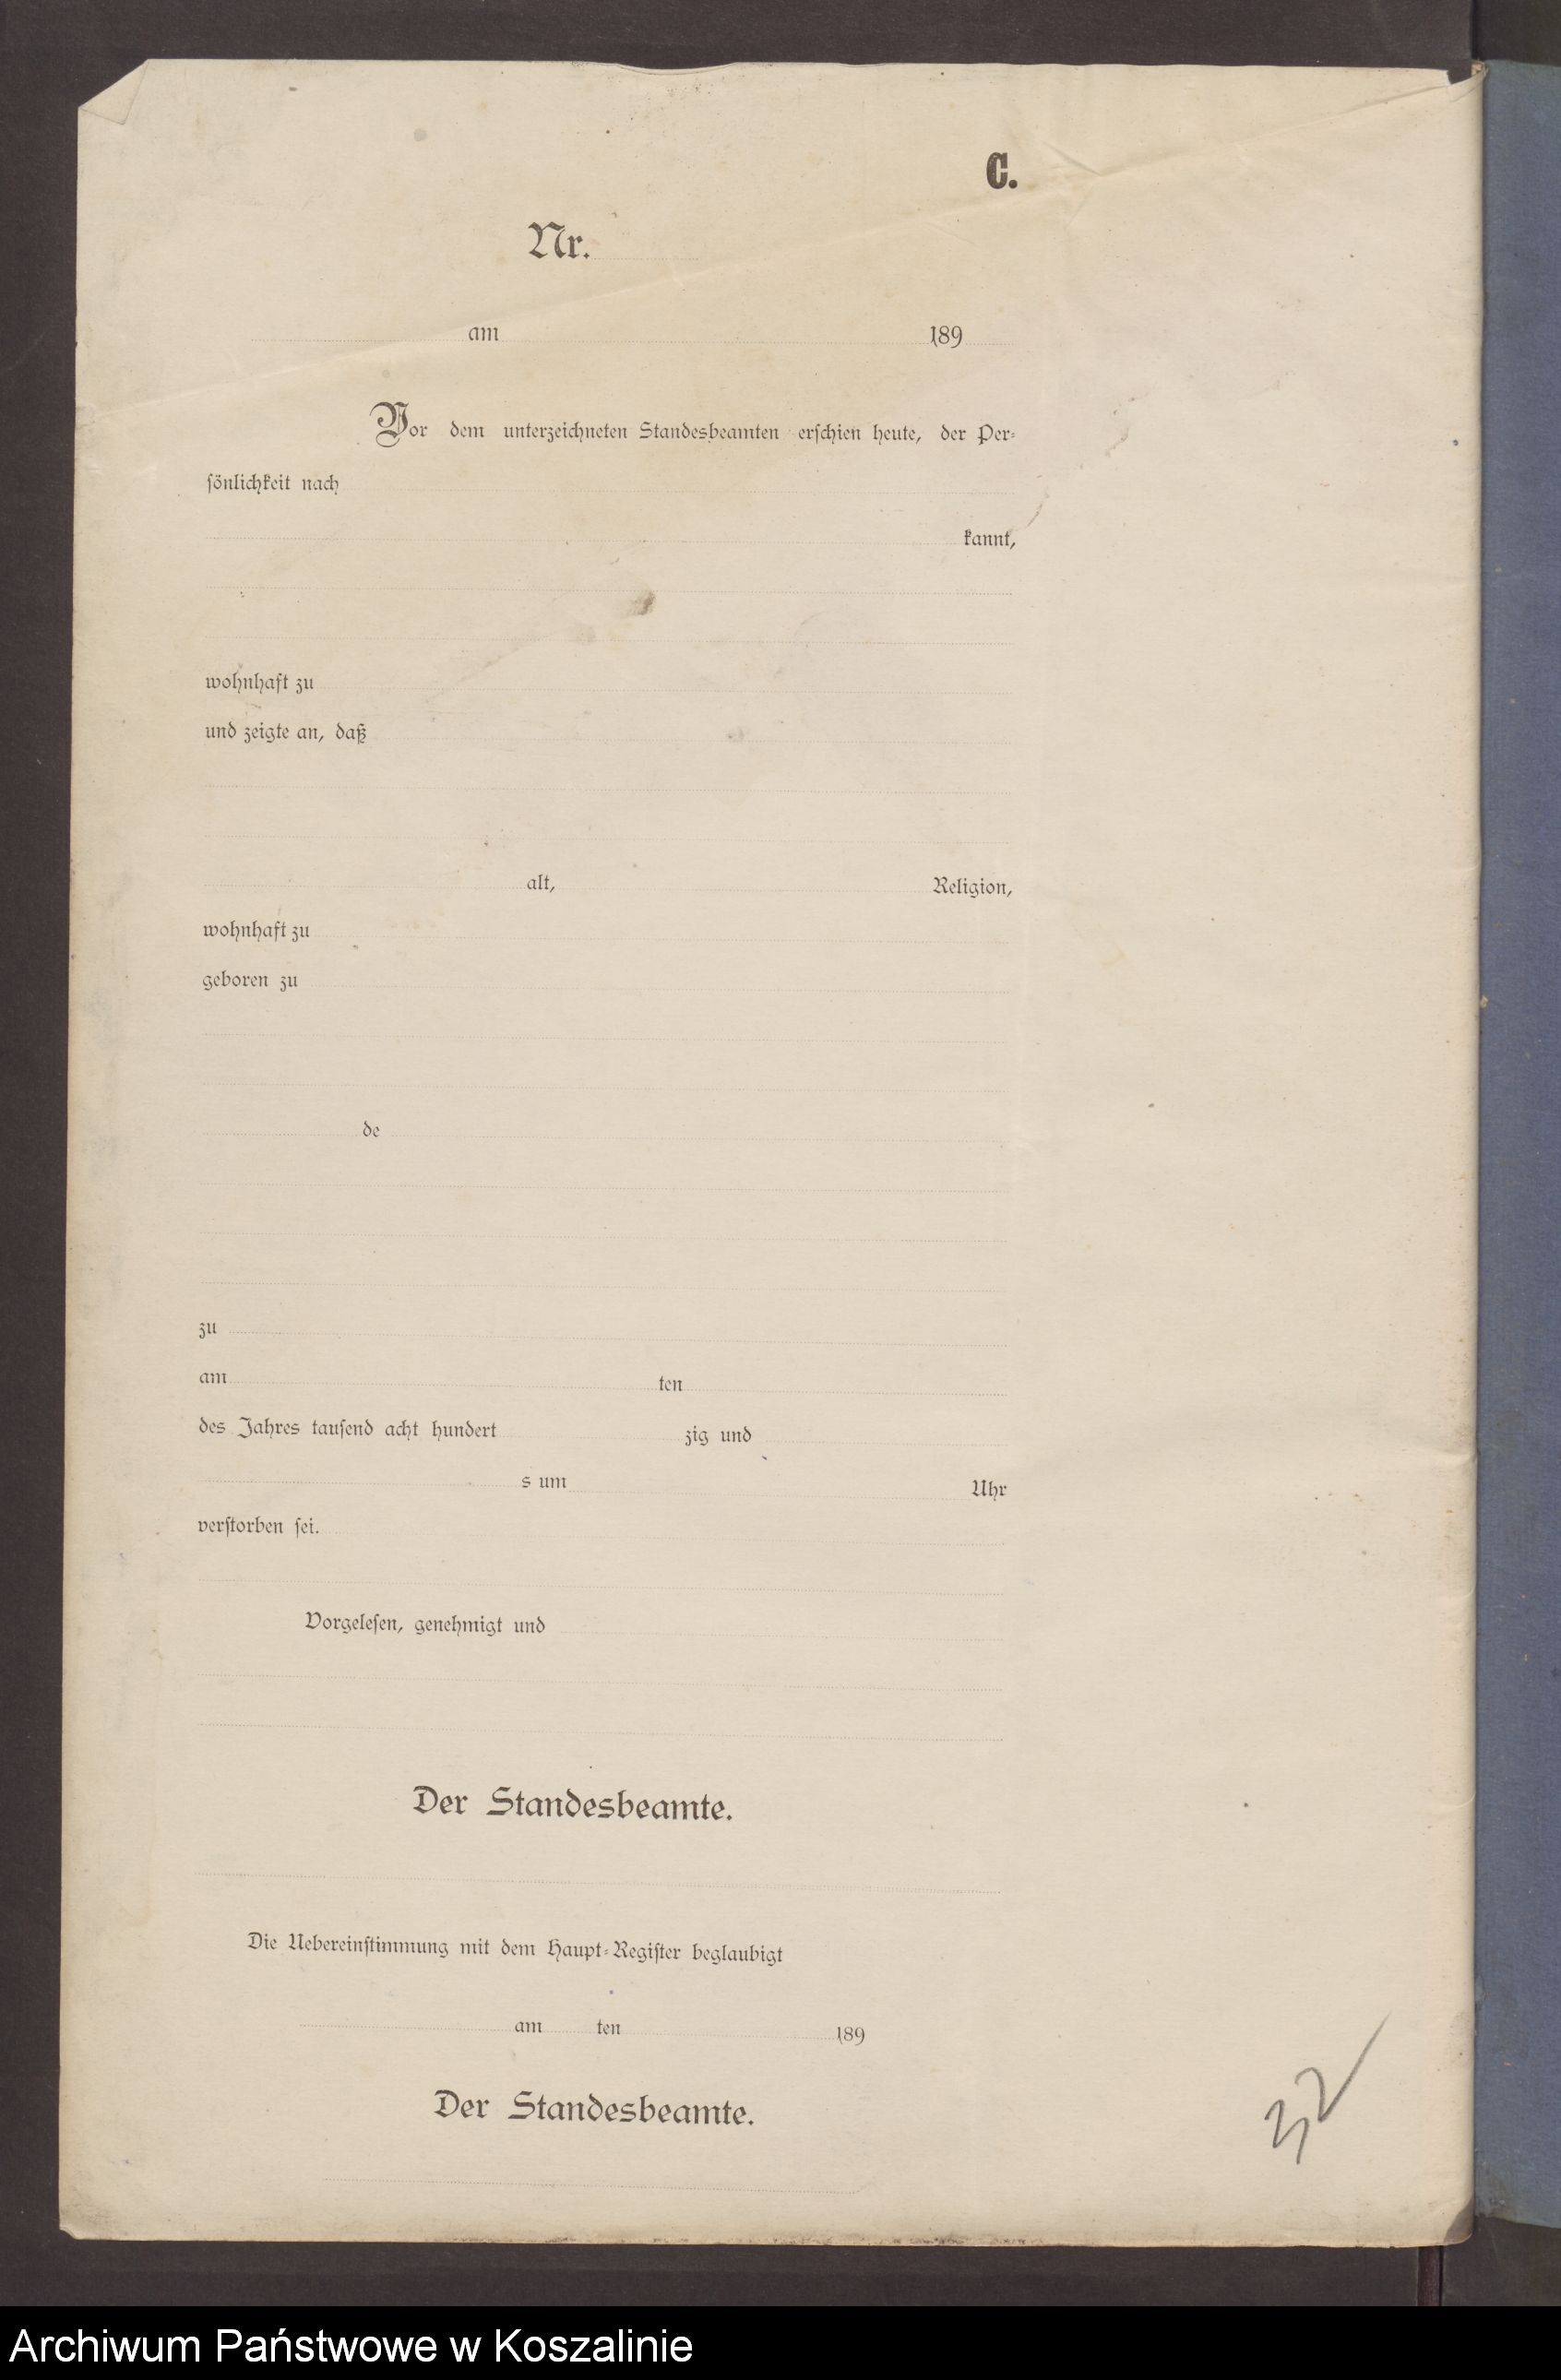 C.
Nr.
am 189
Vor dem unterzeichneten Standesbeamten erschien heute, der Per-
sönlichkeit nach
kannt,
wohnhaft zu
und zeigte an, daß
alt, Religion,
wohnhaft zu
geboren zu
de
zu
am ten
des Jahres tausend acht hundert zig und
s um Uhr
verstorben sei.
Vorgelesen, genehmigt und
Der Standesbeamte.
Die Uebereinstimmung mit dem Haupt-Register beglaubigt
am ten 189
Der Standesbeamte.
32
Archiwum Państwowe w Koszalinie